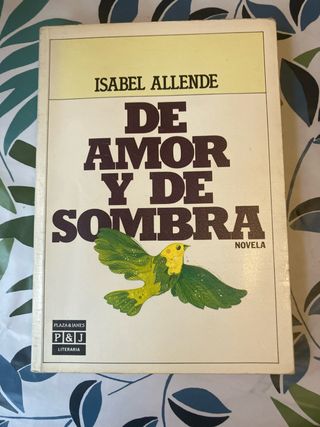 ISABEL ALLENDE
DE
AMOR
Y DE
SOMBRA
NOVELA
PLAZA & JANES
P&J
LITERARIA